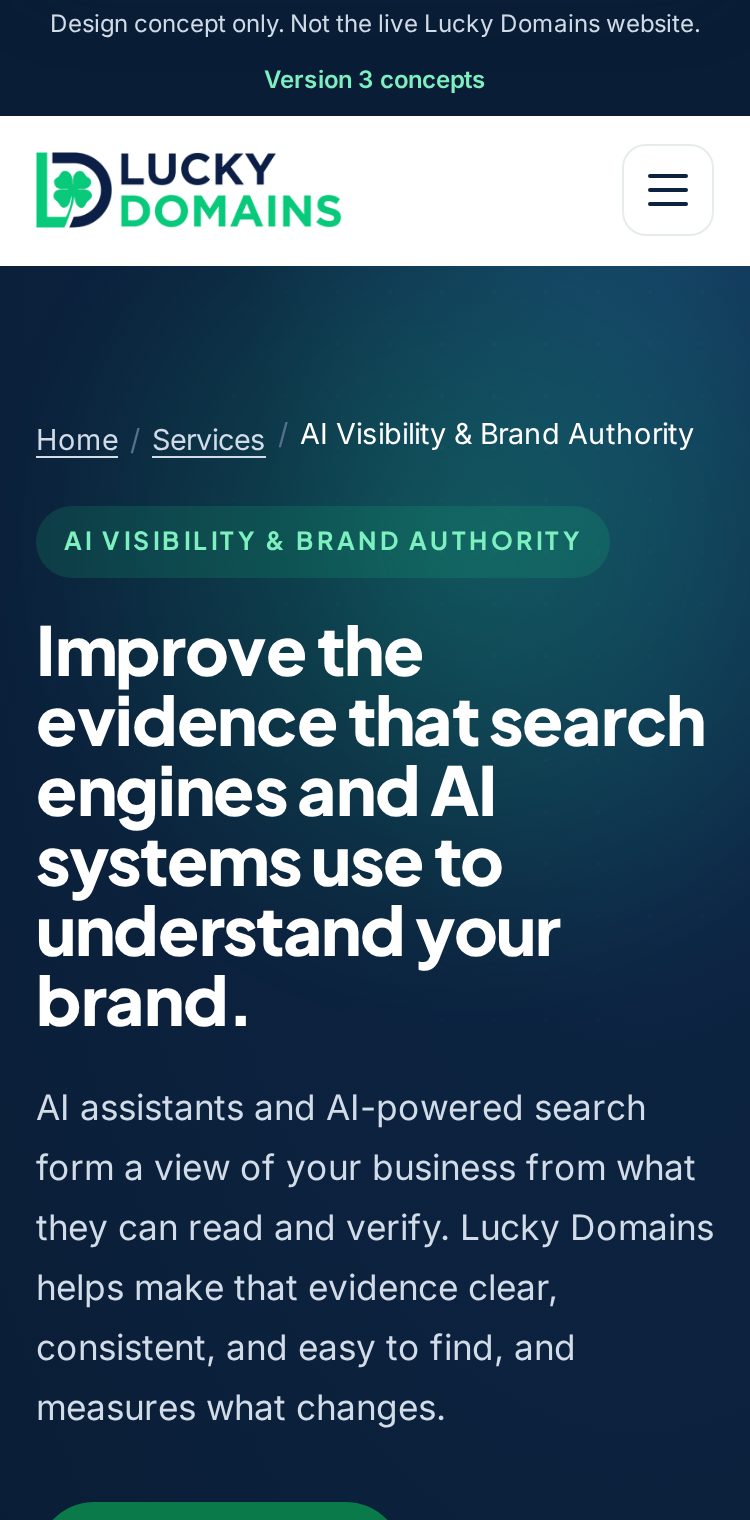 Design concept only. Not the live Lucky Domains website.
Version 3 concepts
LUCKY
DOMAINS
Home / Services / AI Visibility & Brand Authority
AI VISIBILITY & BRAND AUTHORITY
Improve the
evidence that search
engines and AI
systems use to
understand your
brand.
AI assistants and AI-powered search
form a view of your business from what
they can read and verify. Lucky Domains
helps make that evidence clear,
consistent, and easy to find, and
measures what changes.